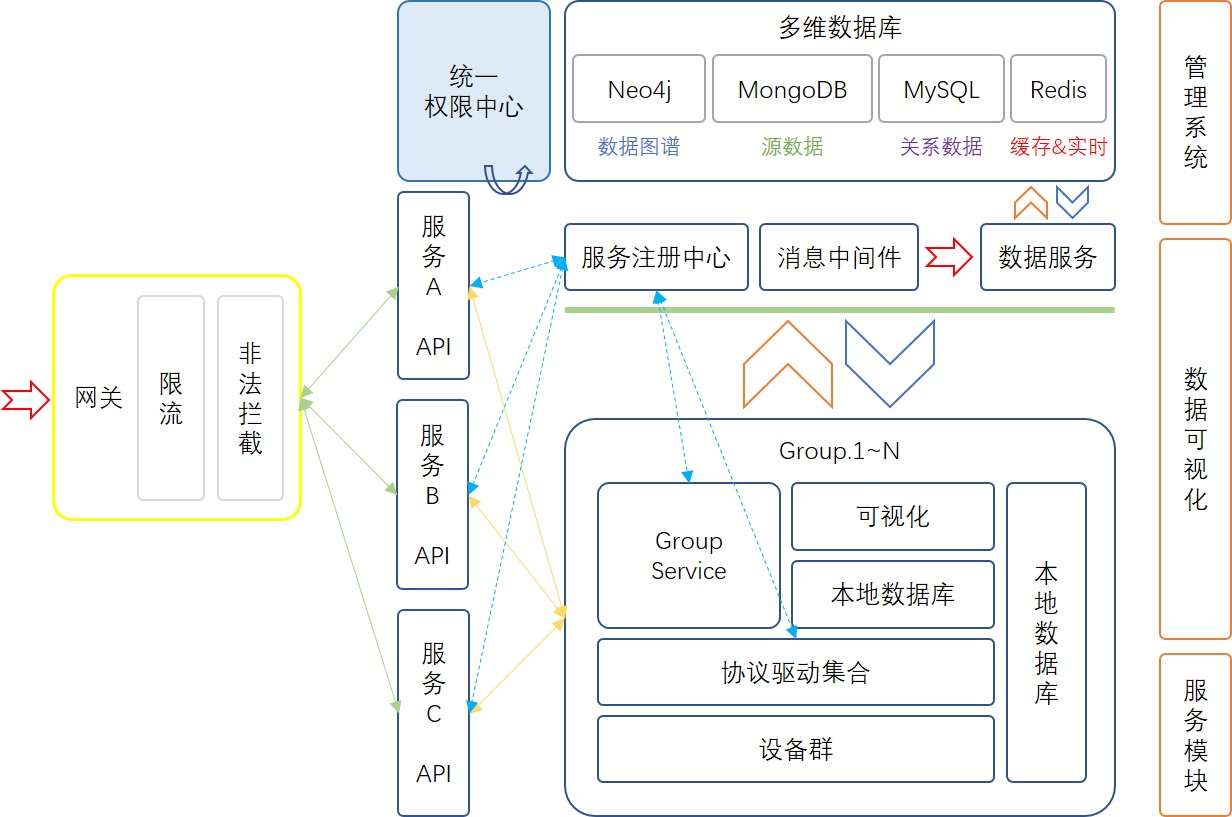 网关
限
流
非
法
拦
截
统一
权限中心
服
务
A
API
服
务
B
API
服
务
C
API
多维数据库
Neo4j
MongoDB
MySQL
Redis
数据图谱
源数据
关系数据
缓存&实时
服务注册中心
消息中间件
数据服务
Group.1~N
Group
Service
可视化
本地数据库
协议驱动集合
设备群
本
地
数
据
库
管
理
系
统
数
据
可
视
化
服
务
模
块